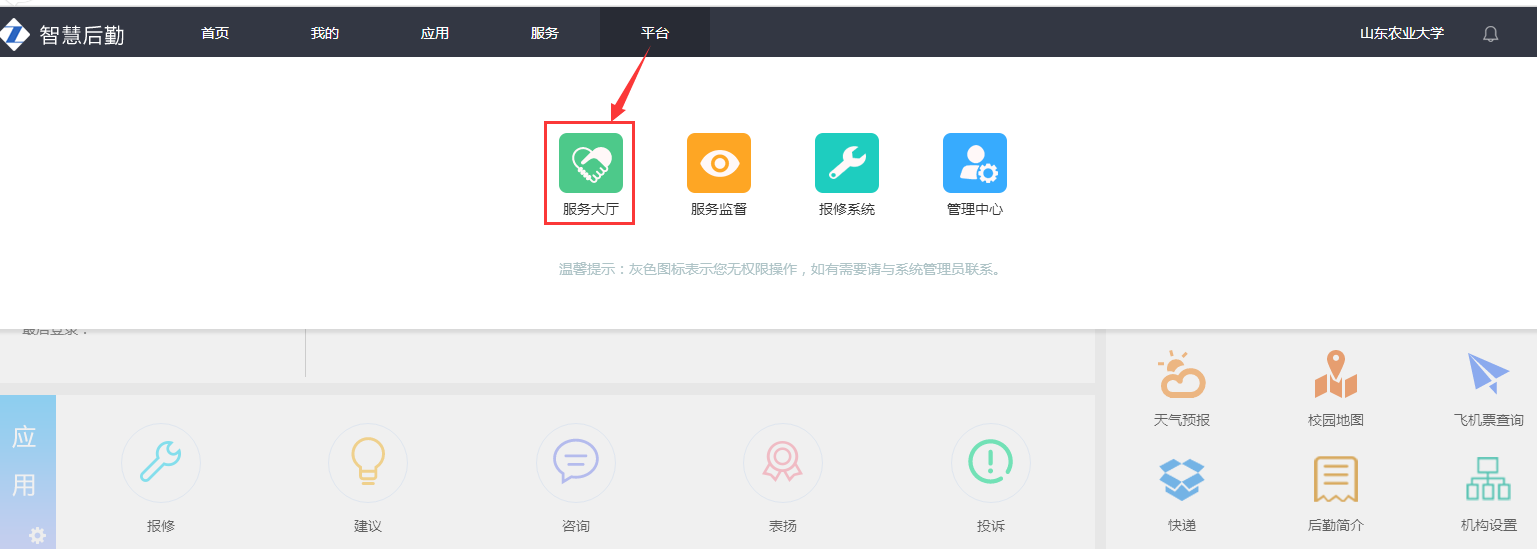 智慧后勤 首页 我的 应用 服务 平台 山东农业大学
服务大厅 服务监督 报修系统 管理中心
温馨提示：灰色图标表示您无权限操作，如有需要请与系统管理员联系。
最后登录：
应用
报修 建议 咨询 表扬 投诉
天气预报 校园地图 飞机票查询
快递 后勤简介 机构设置